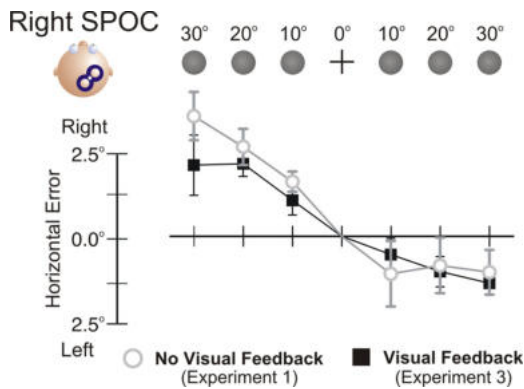 Right SPOC
30° 20° 10° 0° 10° 20° 30°
Right
2.5°
0.0°
2.5°
Left
Horizontal Error
No Visual Feedback
(Experiment 1)
Visual Feedback
(Experiment 3)